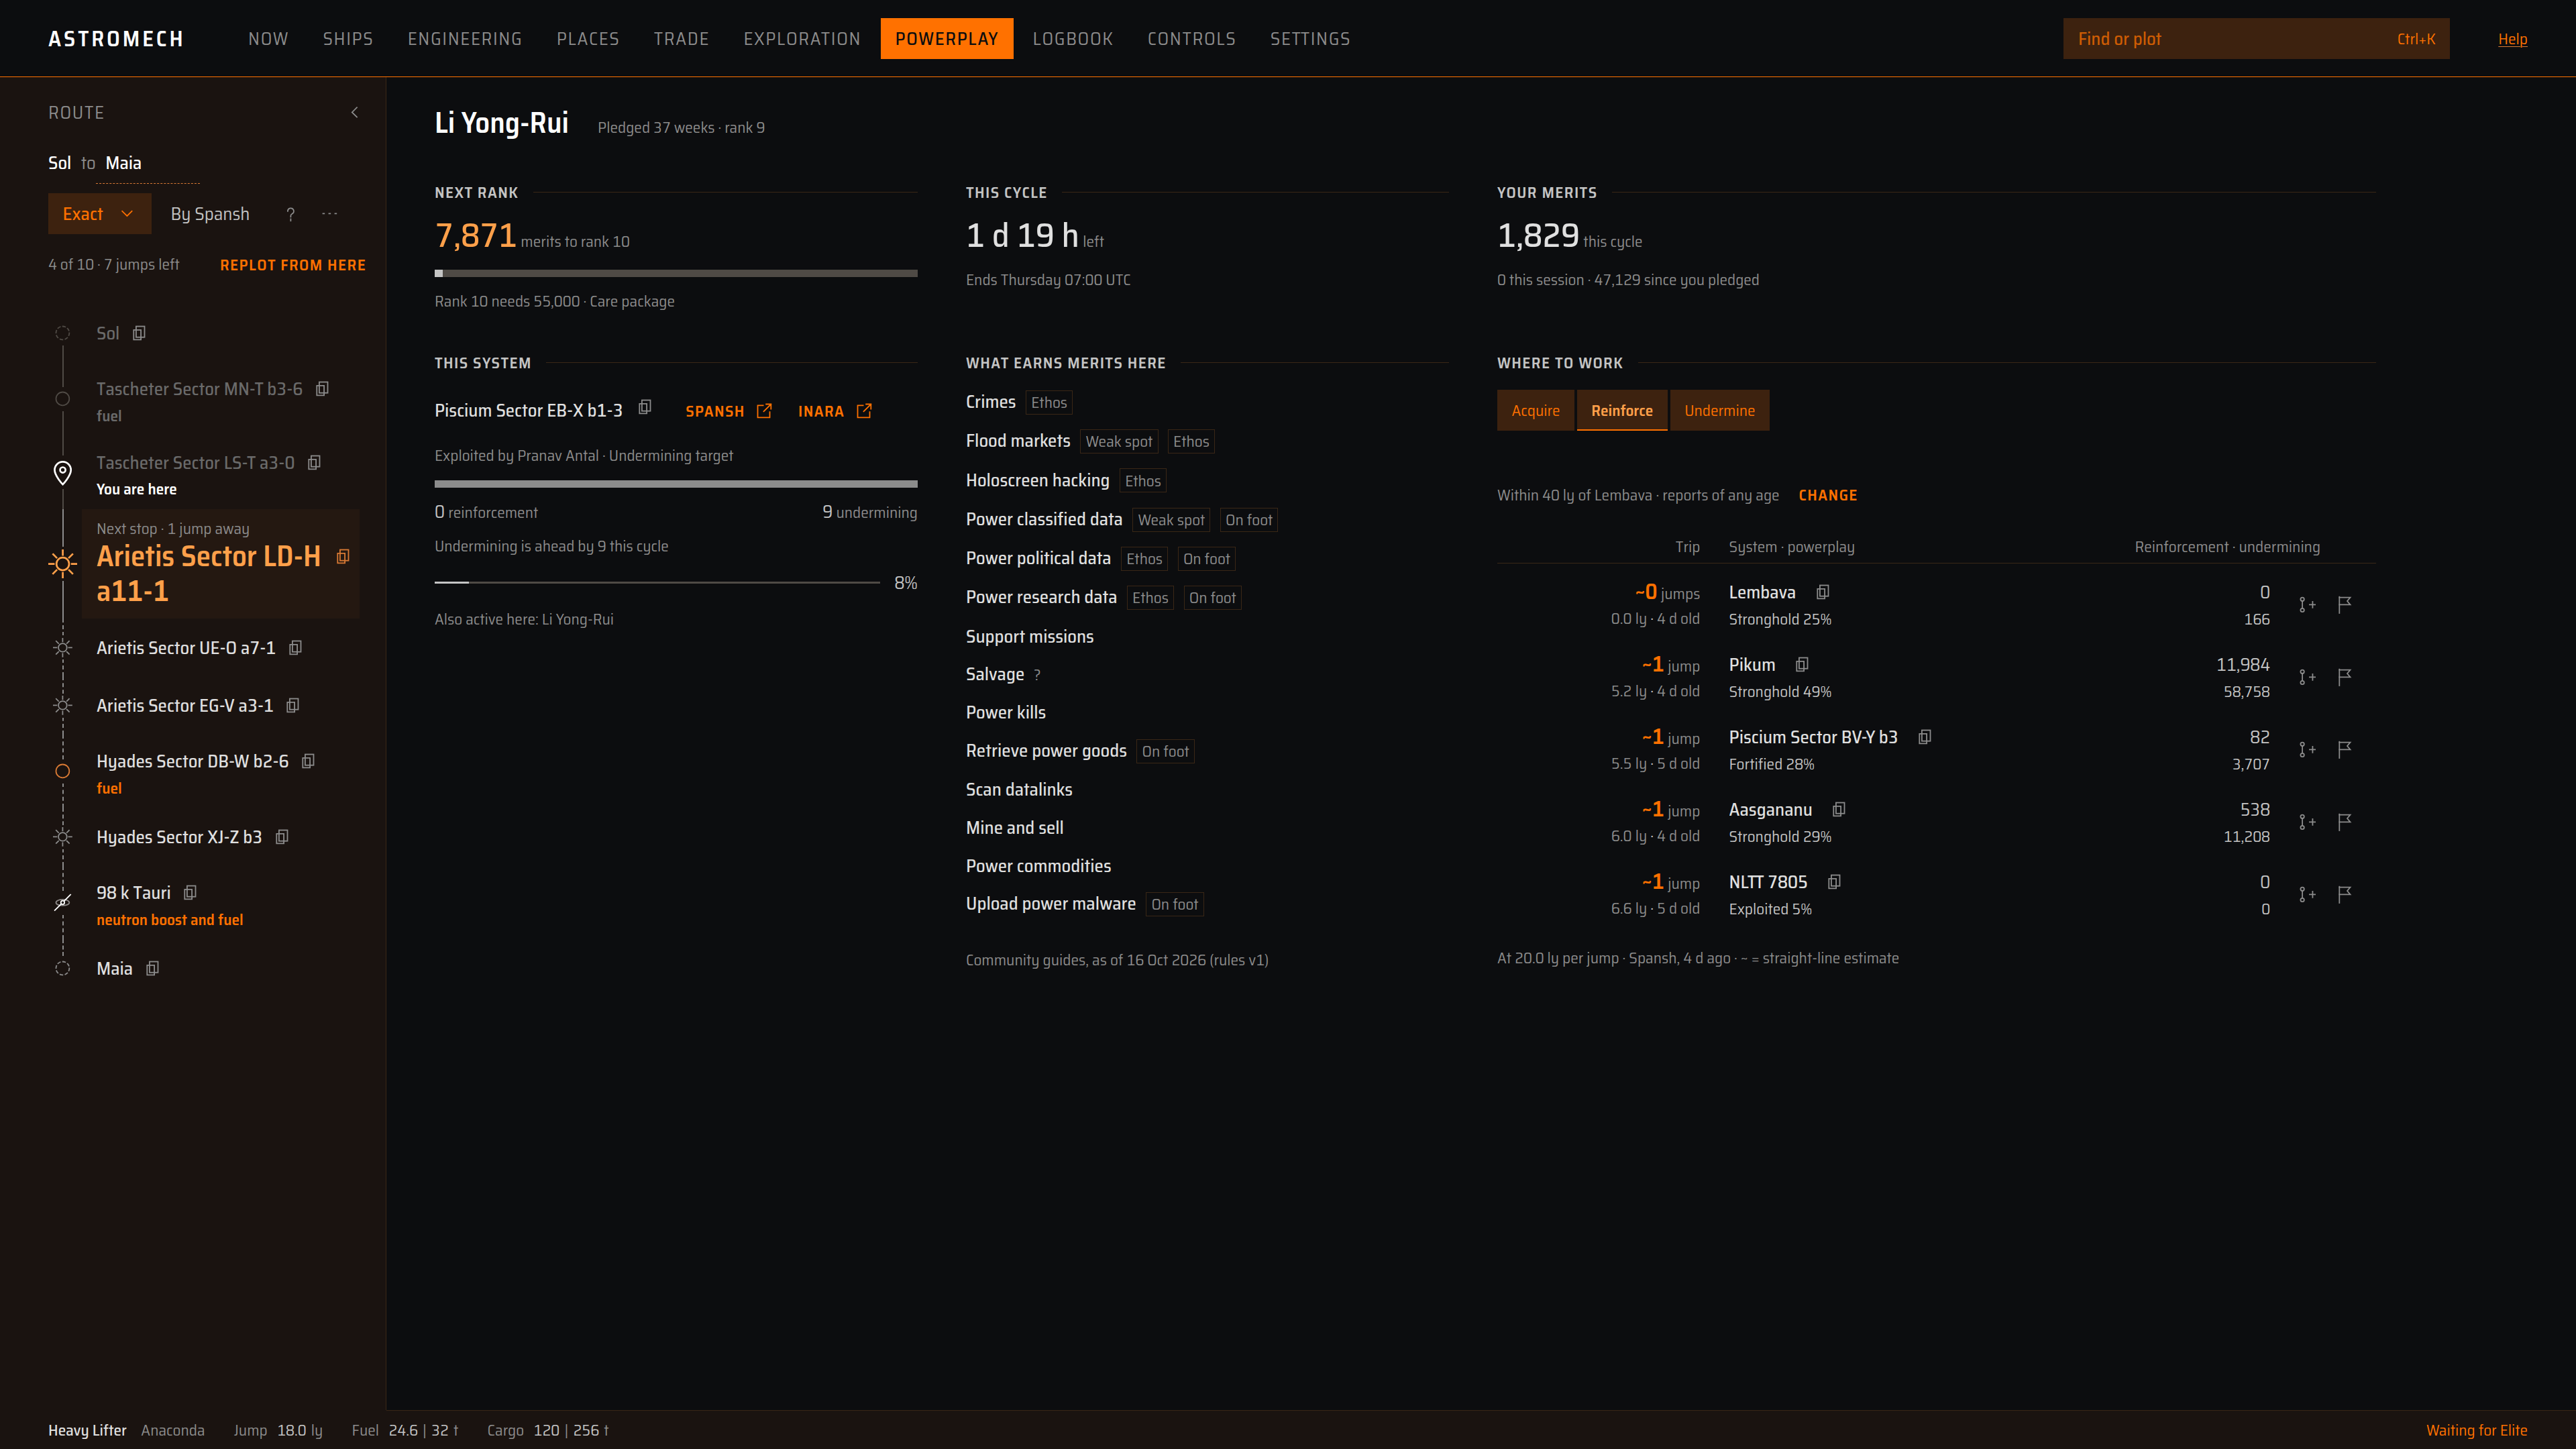 ASTROMECH NOW SHIPS ENGINEERING PLACES TRADE EXPLORATION POWERPLAY LOGBOOK CONTROLS SETTINGS Find or plot Ctrl+K Help
ROUTE
Sol to Maia
Exact By Spansh ? ···
4 of 10 · 7 jumps left REPLOT FROM HERE
Sol
Tascheter Sector MN-T b3-6
fuel
Tascheter Sector LS-T a3-0
You are here
Next stop · 1 jump away
Arietis Sector LD-H
a11-1
Arietis Sector UE-O a7-1
Arietis Sector EG-V a3-1
Hyades Sector DB-W b2-6
fuel
Hyades Sector XJ-Z b3
98 k Tauri
neutron boost and fuel
Maia
Li Yong-Rui Pledged 37 weeks · rank 9
NEXT RANK
7,871 merits to rank 10
Rank 10 needs 55,000 · Care package
THIS CYCLE
1 d 19 h left
Ends Thursday 07:00 UTC
YOUR MERITS
1,829 this cycle
0 this session · 47,129 since you pledged
THIS SYSTEM
Piscium Sector EB-X b1-3 SPANSH INARA
Exploited by Pranav Antal · Undermining target
0 reinforcement 9 undermining
Undermining is ahead by 9 this cycle
8%
Also active here: Li Yong-Rui
WHAT EARNS MERITS HERE
Crimes Ethos
Flood markets Weak spot Ethos
Holoscreen hacking Ethos
Power classified data Weak spot On foot
Power political data Ethos On foot
Power research data Ethos On foot
Support missions
Salvage ?
Power kills
Retrieve power goods On foot
Scan datalinks
Mine and sell
Power commodities
Upload power malware On foot
Community guides, as of 16 Oct 2026 (rules v1)
WHERE TO WORK
Acquire Reinforce Undermine
Within 40 ly of Lembava · reports of any age CHANGE
Trip System · powerplay Reinforcement · undermining
~0 jumps Lembava 0
0.0 ly · 4 d old Stronghold 25% 166
~1 jump Pikum 11,984
5.2 ly · 4 d old Stronghold 49% 58,758
~1 jump Piscium Sector BV-Y b3 82
5.5 ly · 5 d old Fortified 28% 3,707
~1 jump Aasgananu 538
6.0 ly · 4 d old Stronghold 29% 11,208
~1 jump NLTT 7805 0
6.6 ly · 5 d old Exploited 5% 0
At 20.0 ly per jump · Spansh, 4 d ago · ~ = straight-line estimate
Heavy Lifter Anaconda Jump 18.0 ly Fuel 24.6 | 32 t Cargo 120 | 256 t Waiting for Elite